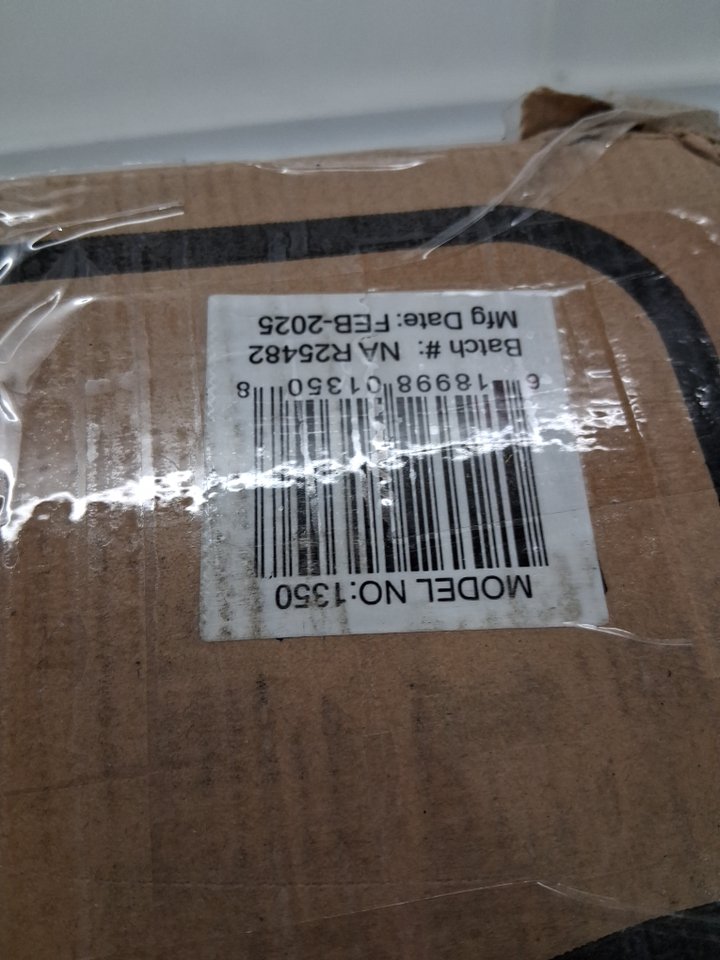 MODEL NO:1350
6 18998 01350 8
Batch #: NA R25482
Mfg Date: FEB-2025